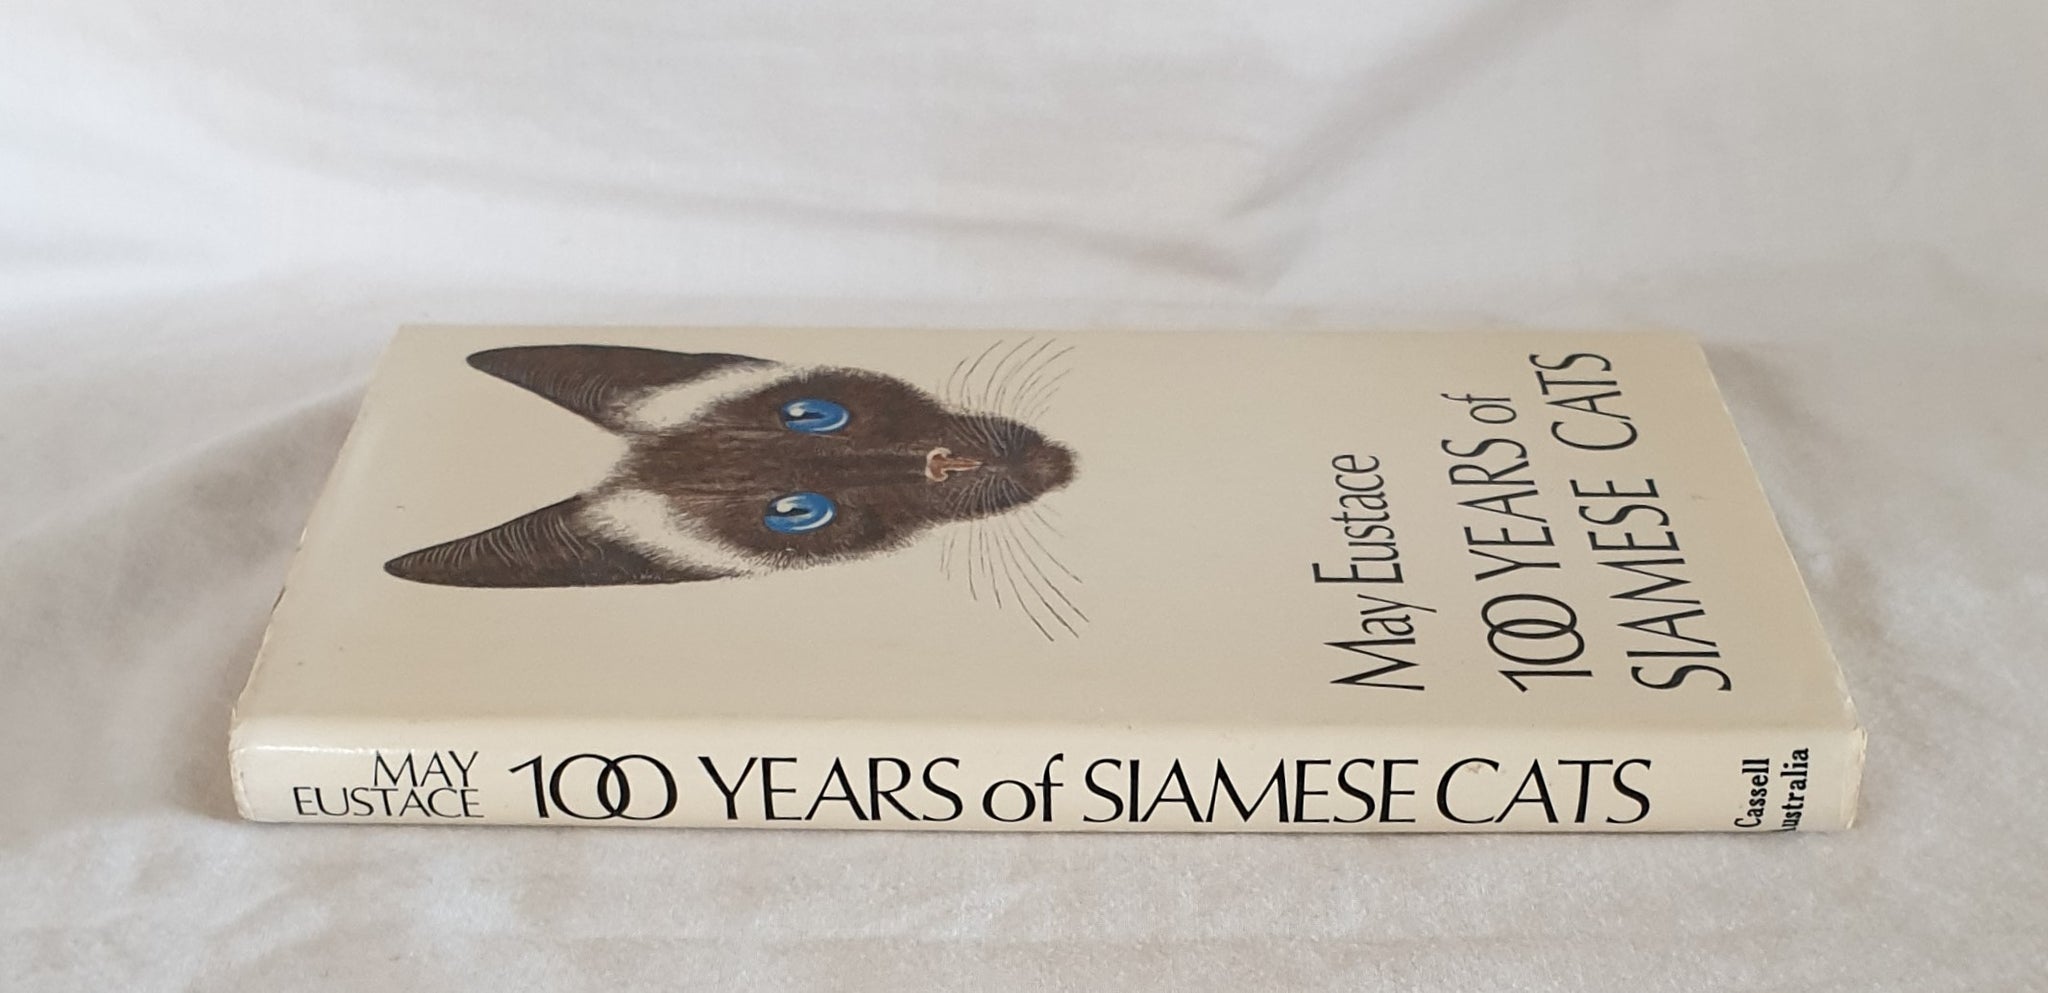 May Eustace
100 YEARS of
SIAMESE CATS
MAY
EUSTACE
100 YEARS of SIAMESE CATS
Cassell
Australia